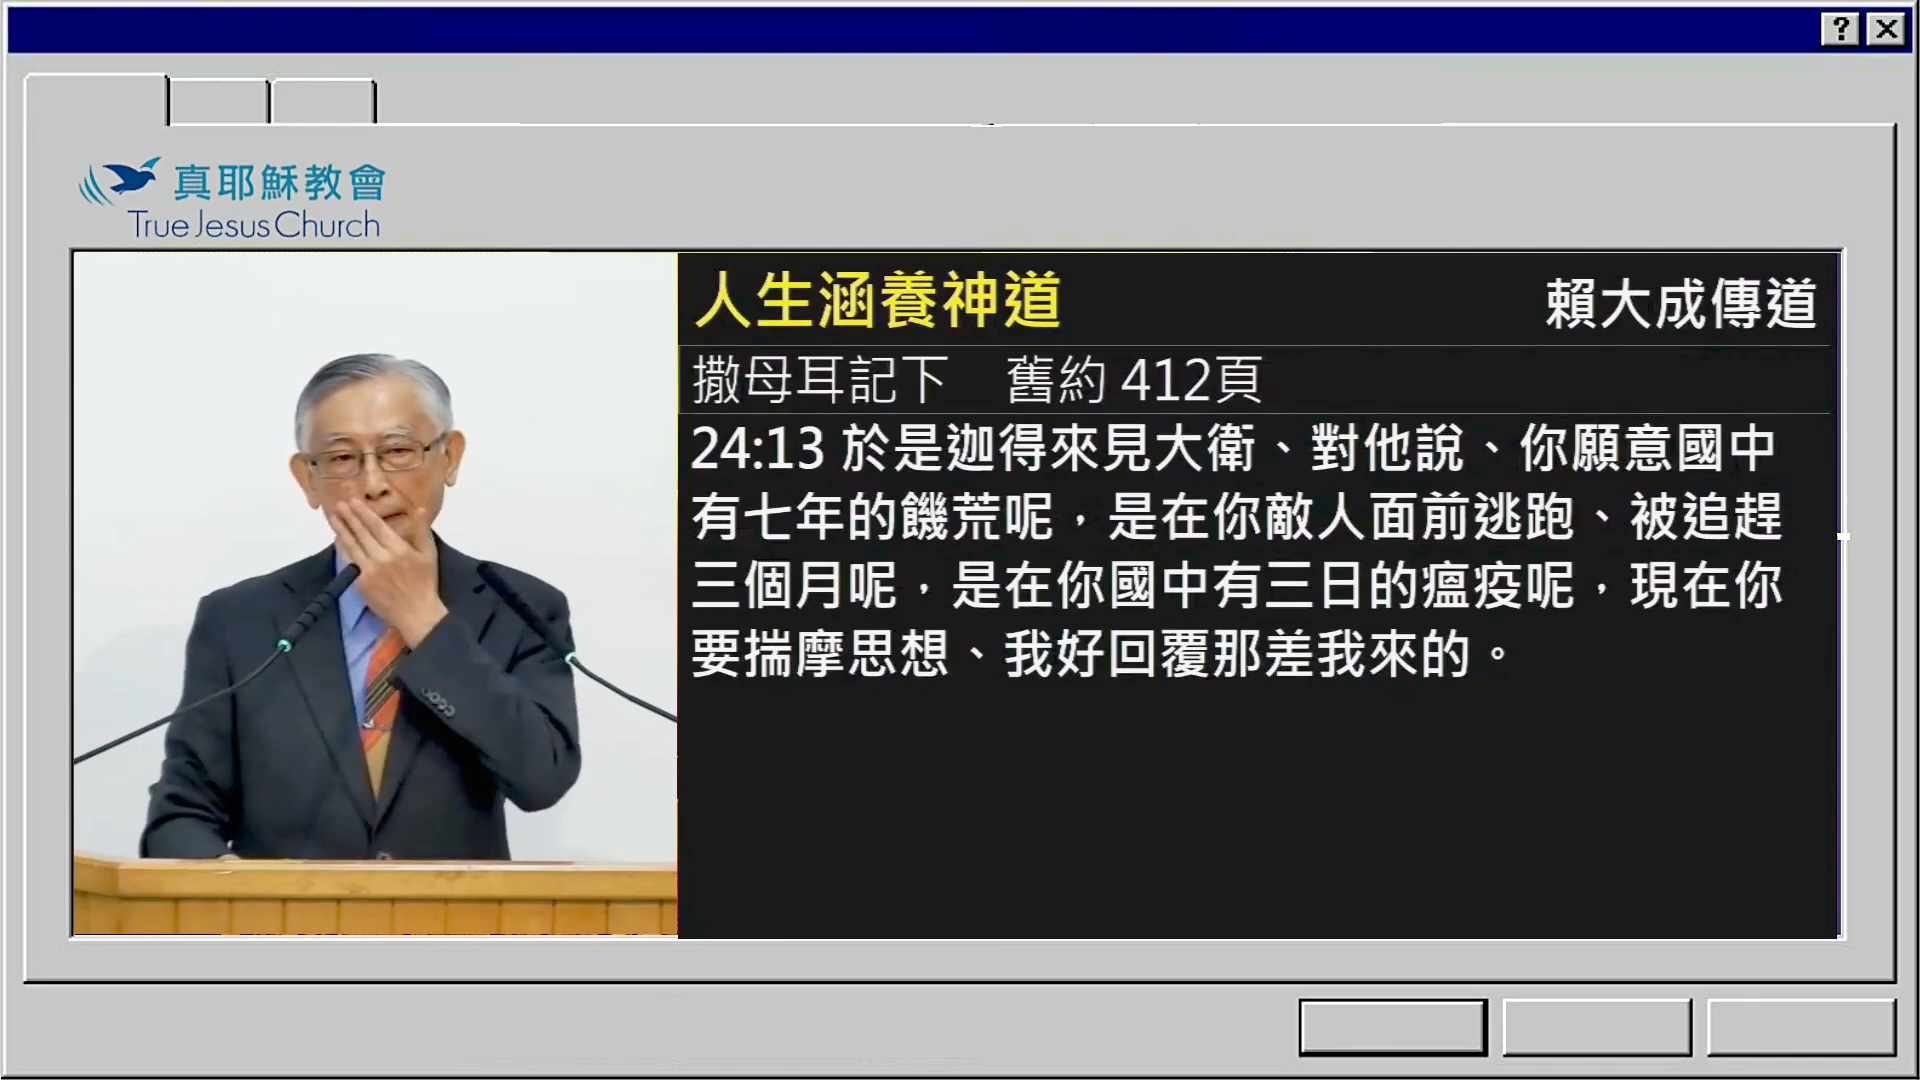 真耶穌教會
True Jesus Church
人生涵養神道 賴大成傳道
撒母耳記下 舊約 412頁
24:13 於是迦得來見大衛、對他說、你願意國中
有七年的饑荒呢，是在你敵人面前逃跑、被追趕
三個月呢，是在你國中有三日的瘟疫呢，現在你
要揣摩思想、我好回覆那差我來的。